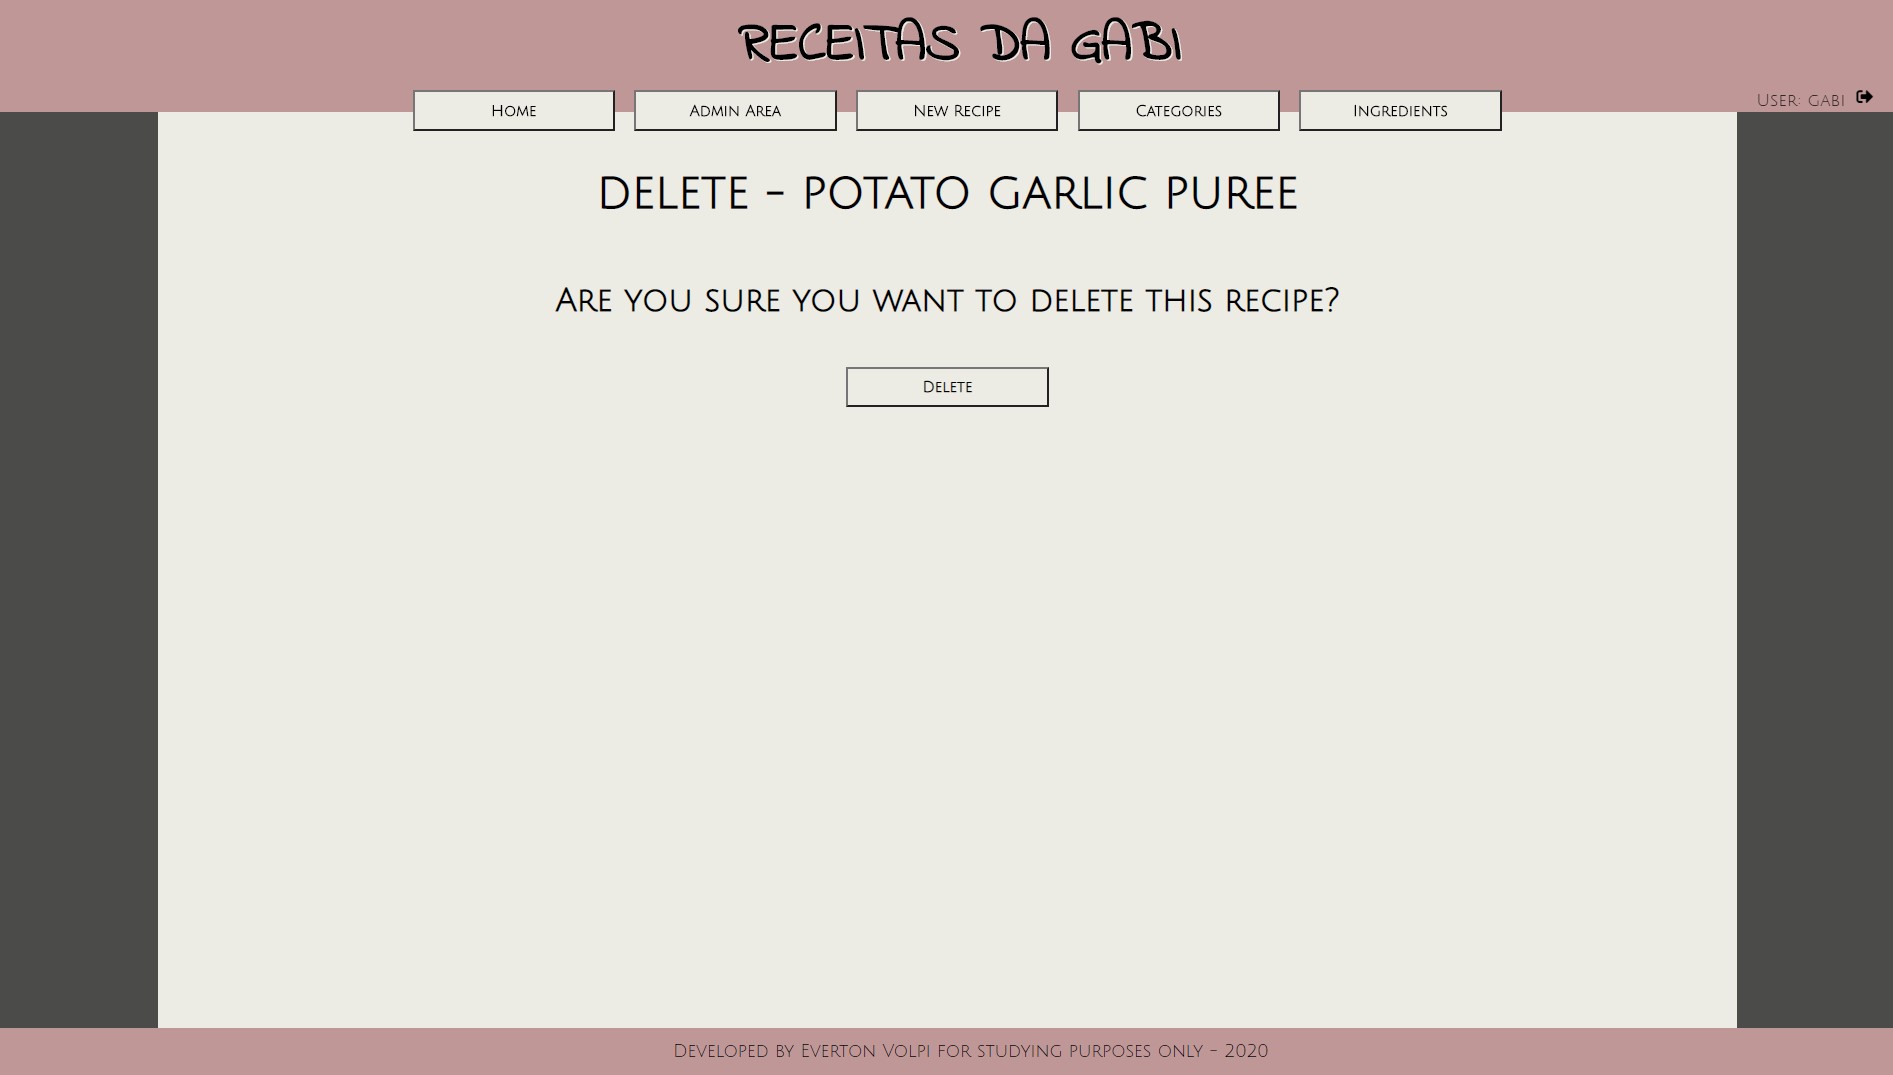 RECEITAS DA GABI
Home Admin Area New Recipe Categories Ingredients
User: gabi
DELETE - POTATO GARLIC PUREE
Are you sure you want to delete this recipe?
Delete
Developed by Everton Volpi for studying purposes only - 2020